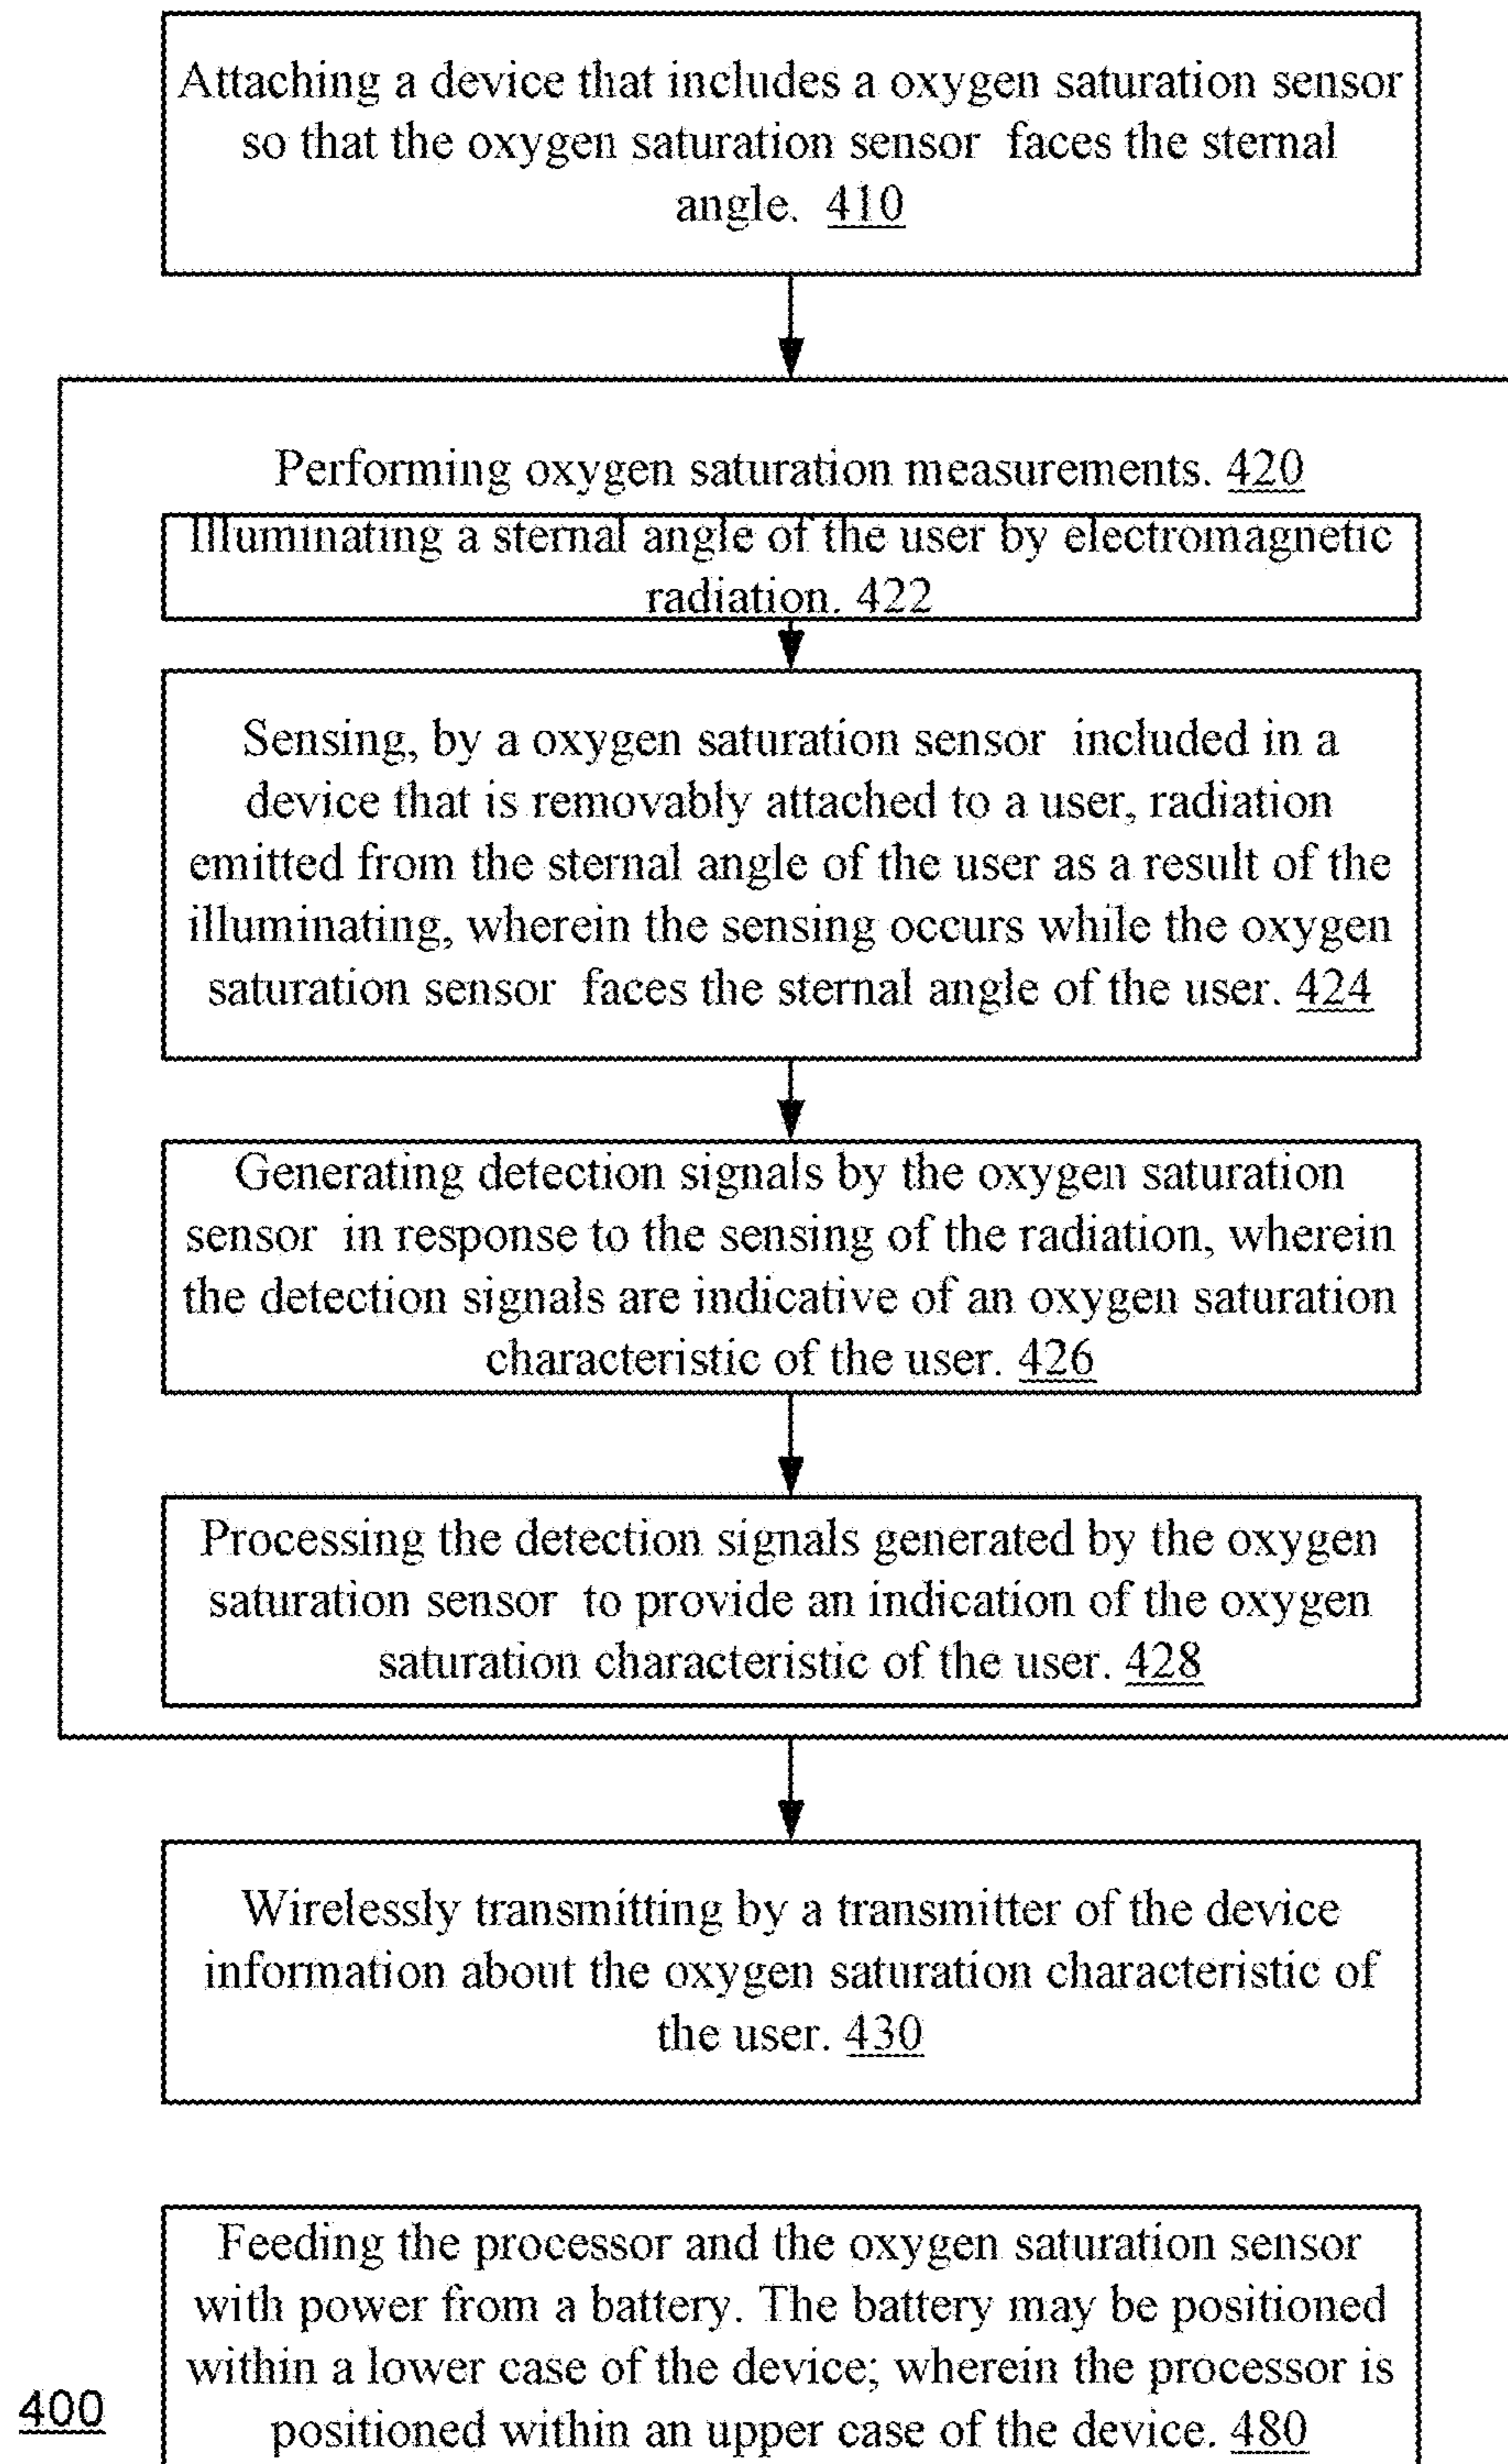 Attaching a device that includes a oxygen saturation sensor
so that the oxygen saturation sensor faces the sternal
angle. 410
Performing oxygen saturation measurements. 420
Illuminating a sternal angle of the user by electromagnetic
radiation. 422
Sensing, by a oxygen saturation sensor included in a
device that is removably attached to a user, radiation
emitted from the sternal angle of the user as a result of the
illuminating, wherein the sensing occurs while the oxygen
saturation sensor faces the sternal angle of the user. 424
Generating detection signals by the oxygen saturation
sensor in response to the sensing of the radiation, wherein
the detection signals are indicative of an oxygen saturation
characteristic of the user. 426
Processing the detection signals generated by the oxygen
saturation sensor to provide an indication of the oxygen
saturation characteristic of the user. 428
Wirelessly transmitting by a transmitter of the device
information about the oxygen saturation characteristic of
the user. 430
Feeding the processor and the oxygen saturation sensor
with power from a battery. The battery may be positioned
within a lower case of the device; wherein the processor is
positioned within an upper case of the device. 480
400